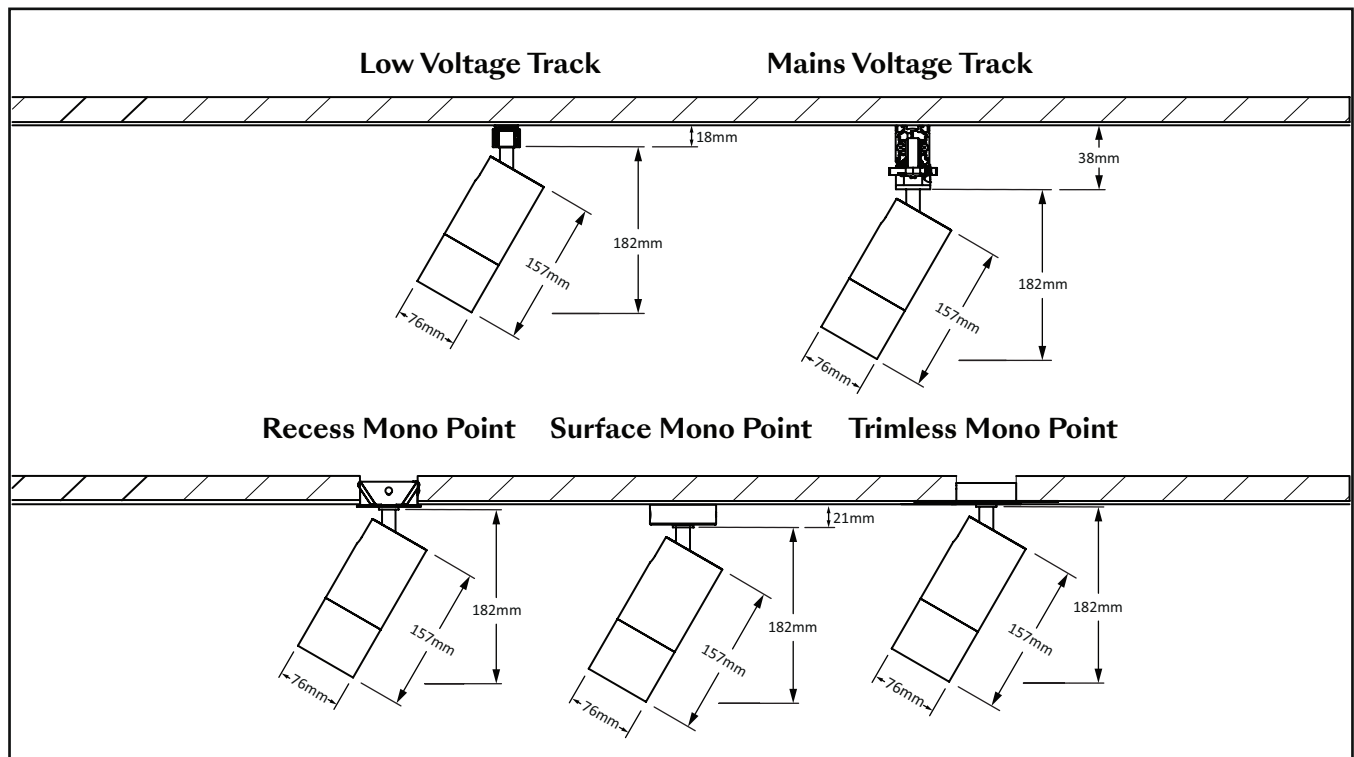 Low Voltage Track
Mains Voltage Track
18mm
38mm
182mm
157mm
76mm
182mm
157mm
76mm
Recess Mono Point
Surface Mono Point
Trimless Mono Point
21mm
182mm
157mm
76mm
182mm
157mm
76mm
182mm
157mm
76mm